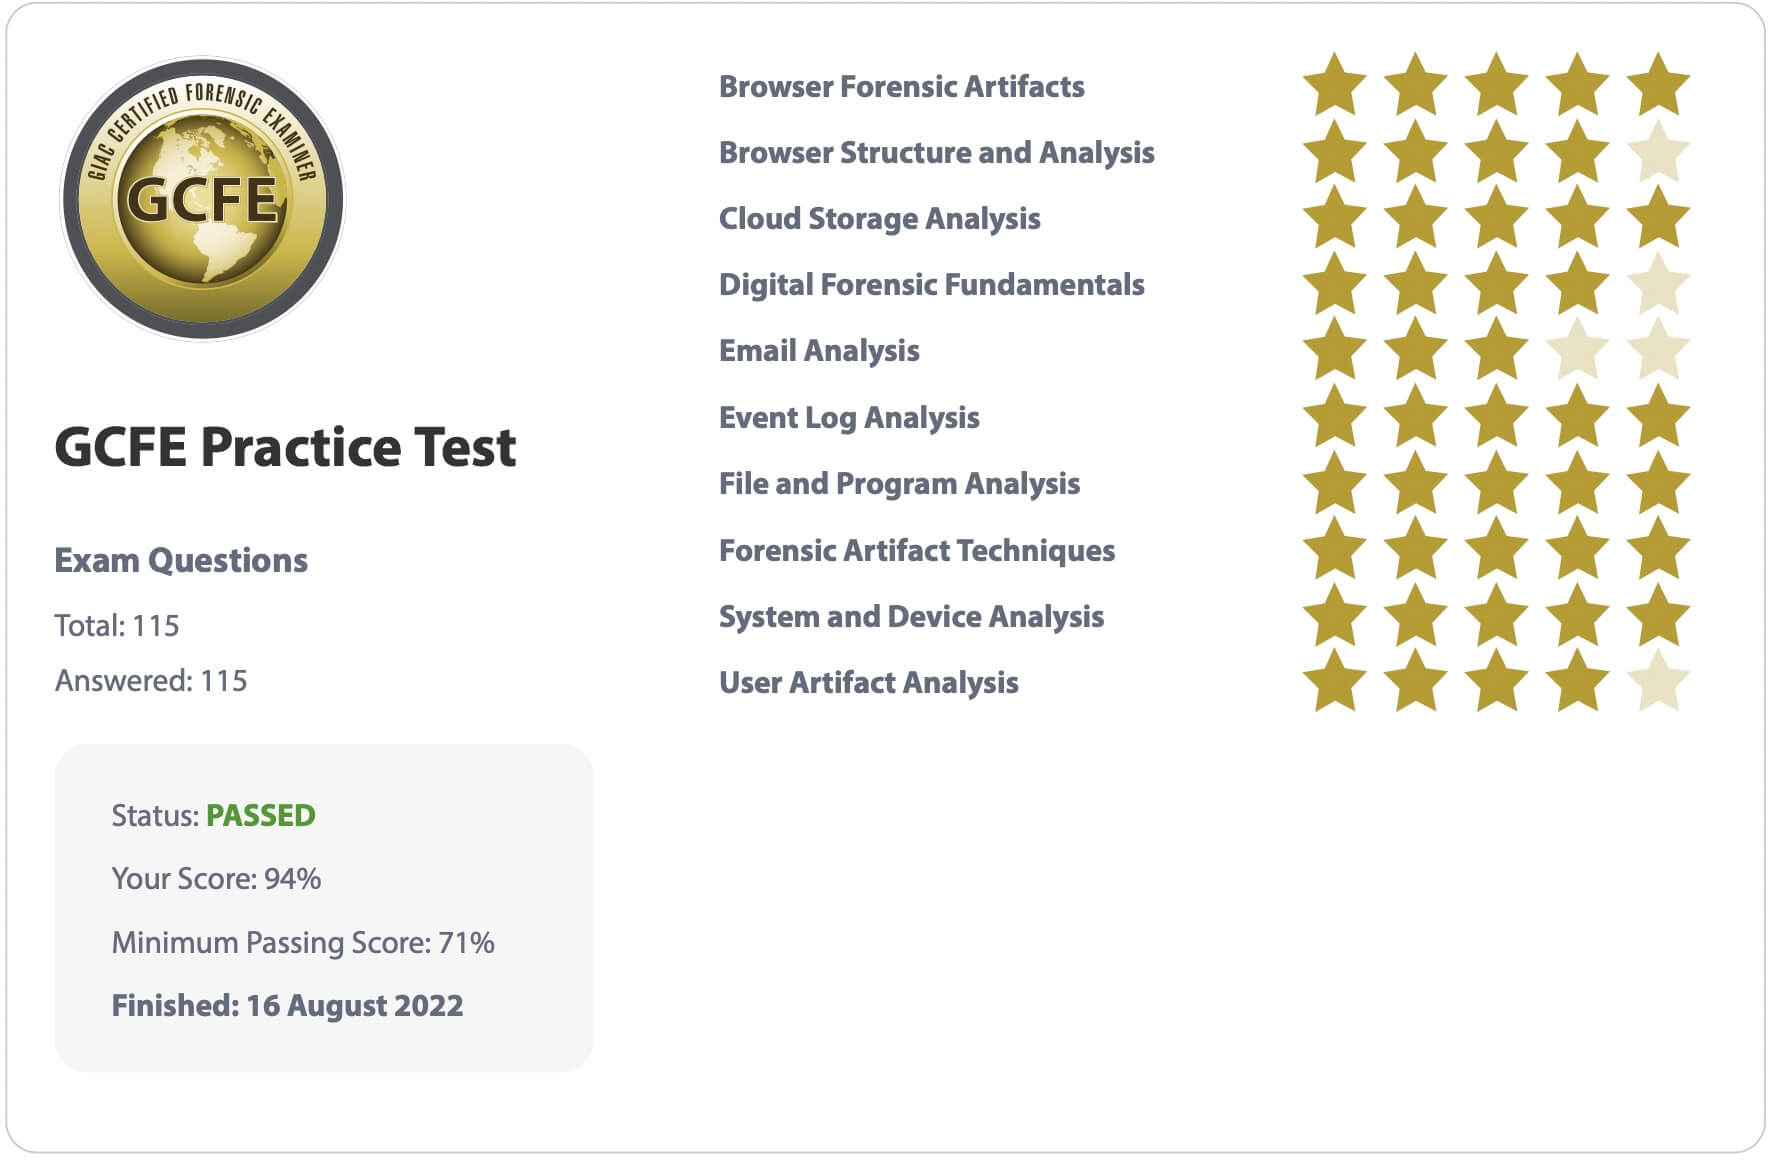 GIAC CERTIFIED FORENSIC EXAMINER
GCFE
GCFE Practice Test
Exam Questions
Total: 115
Answered: 115
Status: PASSED
Your Score: 94%
Minimum Passing Score: 71%
Finished: 16 August 2022
Browser Forensic Artifacts
Browser Structure and Analysis
Cloud Storage Analysis
Digital Forensic Fundamentals
Email Analysis
Event Log Analysis
File and Program Analysis
Forensic Artifact Techniques
System and Device Analysis
User Artifact Analysis